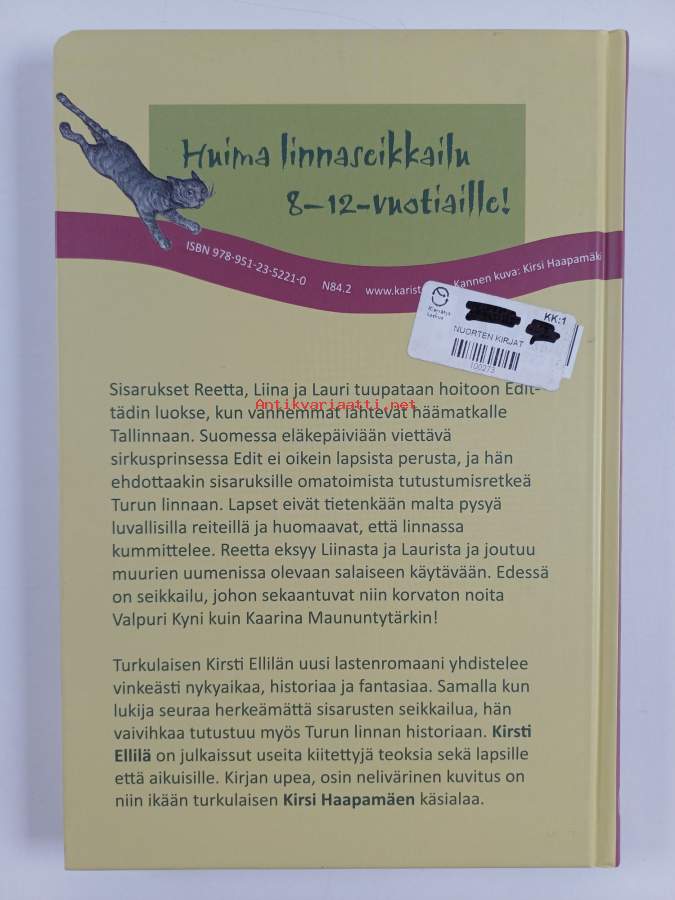 Huima linnaseikkailu
8–12-vuotiaille!
ISBN 978-951-23-5221-0 N84.2 www.karist Kannen kuva: Kirsi Haapamäki
Kierrätys
keskus
KK:1
NUORTEN KIRJAT
100273
Sisarukset Reetta, Liina ja Lauri tuupataan hoitoon Edit-
Antikvariaatti.net
tädin luokse, kun vanhemmat lähtevät häämatkalle
Tallinnaan. Suomessa eläkepäiviään viettävä
sirkusprinsessa Edit ei oikein lapsista perusta, ja hän
ehdottaakin sisaruksille omatoimista tutustumisretkeä
Turun linnaan. Lapset eivät tietenkään malta pysyä
luvallisilla reiteillä ja huomaavat, että linnassa
kummittelee. Reetta eksyy Liinasta ja Laurista ja joutuu
muurien uumenissa olevaan salaiseen käytävään. Edessä
on seikkailu, johon sekaantuvat niin korvaton noita
Valpuri Kyni kuin Kaarina Maununtytärkin!
Turkulaisen Kirsti Ellilän uusi lastenromaani yhdistelee
vinkeästi nykyaikaa, historiaa ja fantasiaa. Samalla kun
lukija seuraa herkeämättä sisarusten seikkailua, hän
vaivihkaa tutustuu myös Turun linnan historiaan. Kirsti
Ellilä on julkaissut useita kiitettyjä teoksia sekä lapsille
että aikuisille. Kirjan upea, osin nelivärinen kuvitus on
niin ikään turkulaisen Kirsi Haapamäen käsialaa.